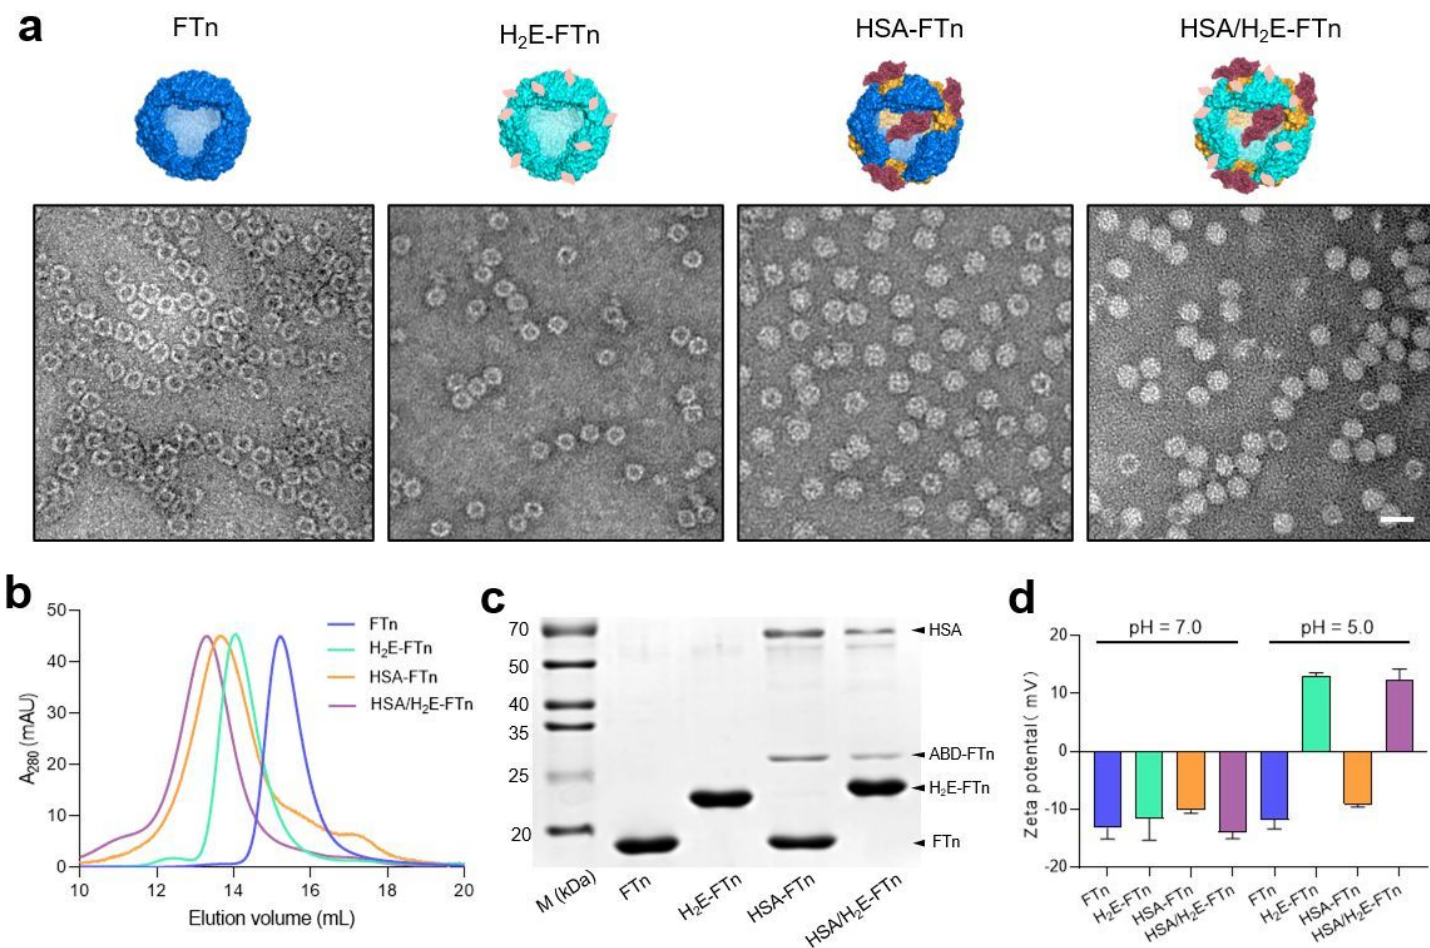 a
FTn
H₂E-FTn
HSA-FTn
HSA/H₂E-FTn
b
50
40
30
20
10
0
A₂₈₀ (mAU)
10
12
14
16
18
20
Elution volume (mL)
FTn
H₂E-FTn
HSA-FTn
HSA/H₂E-FTn
c
70
50
40
35
25
20
HSA
ABD-FTn
H₂E-FTn
FTn
M (kDa)
FTn
H₂E-FTn
HSA-FTn
HSA/H₂E-FTn
d
pH = 7.0
pH = 5.0
20
10
0
-10
-20
Zeta potential( mV)
FTn
H₂E-FTn
HSA-FTn
HSA/H₂E-FTn
FTn
H₂E-FTn
HSA-FTn
HSA/H₂E-FTn